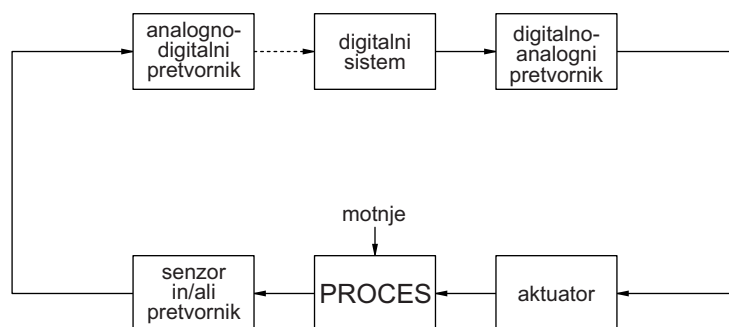 analogno-
digitalni
pretvornik
digitalni
sistem
digitalno-
analogni
pretvornik
motnje
senzor
in/ali
pretvornik
PROCES
aktuator